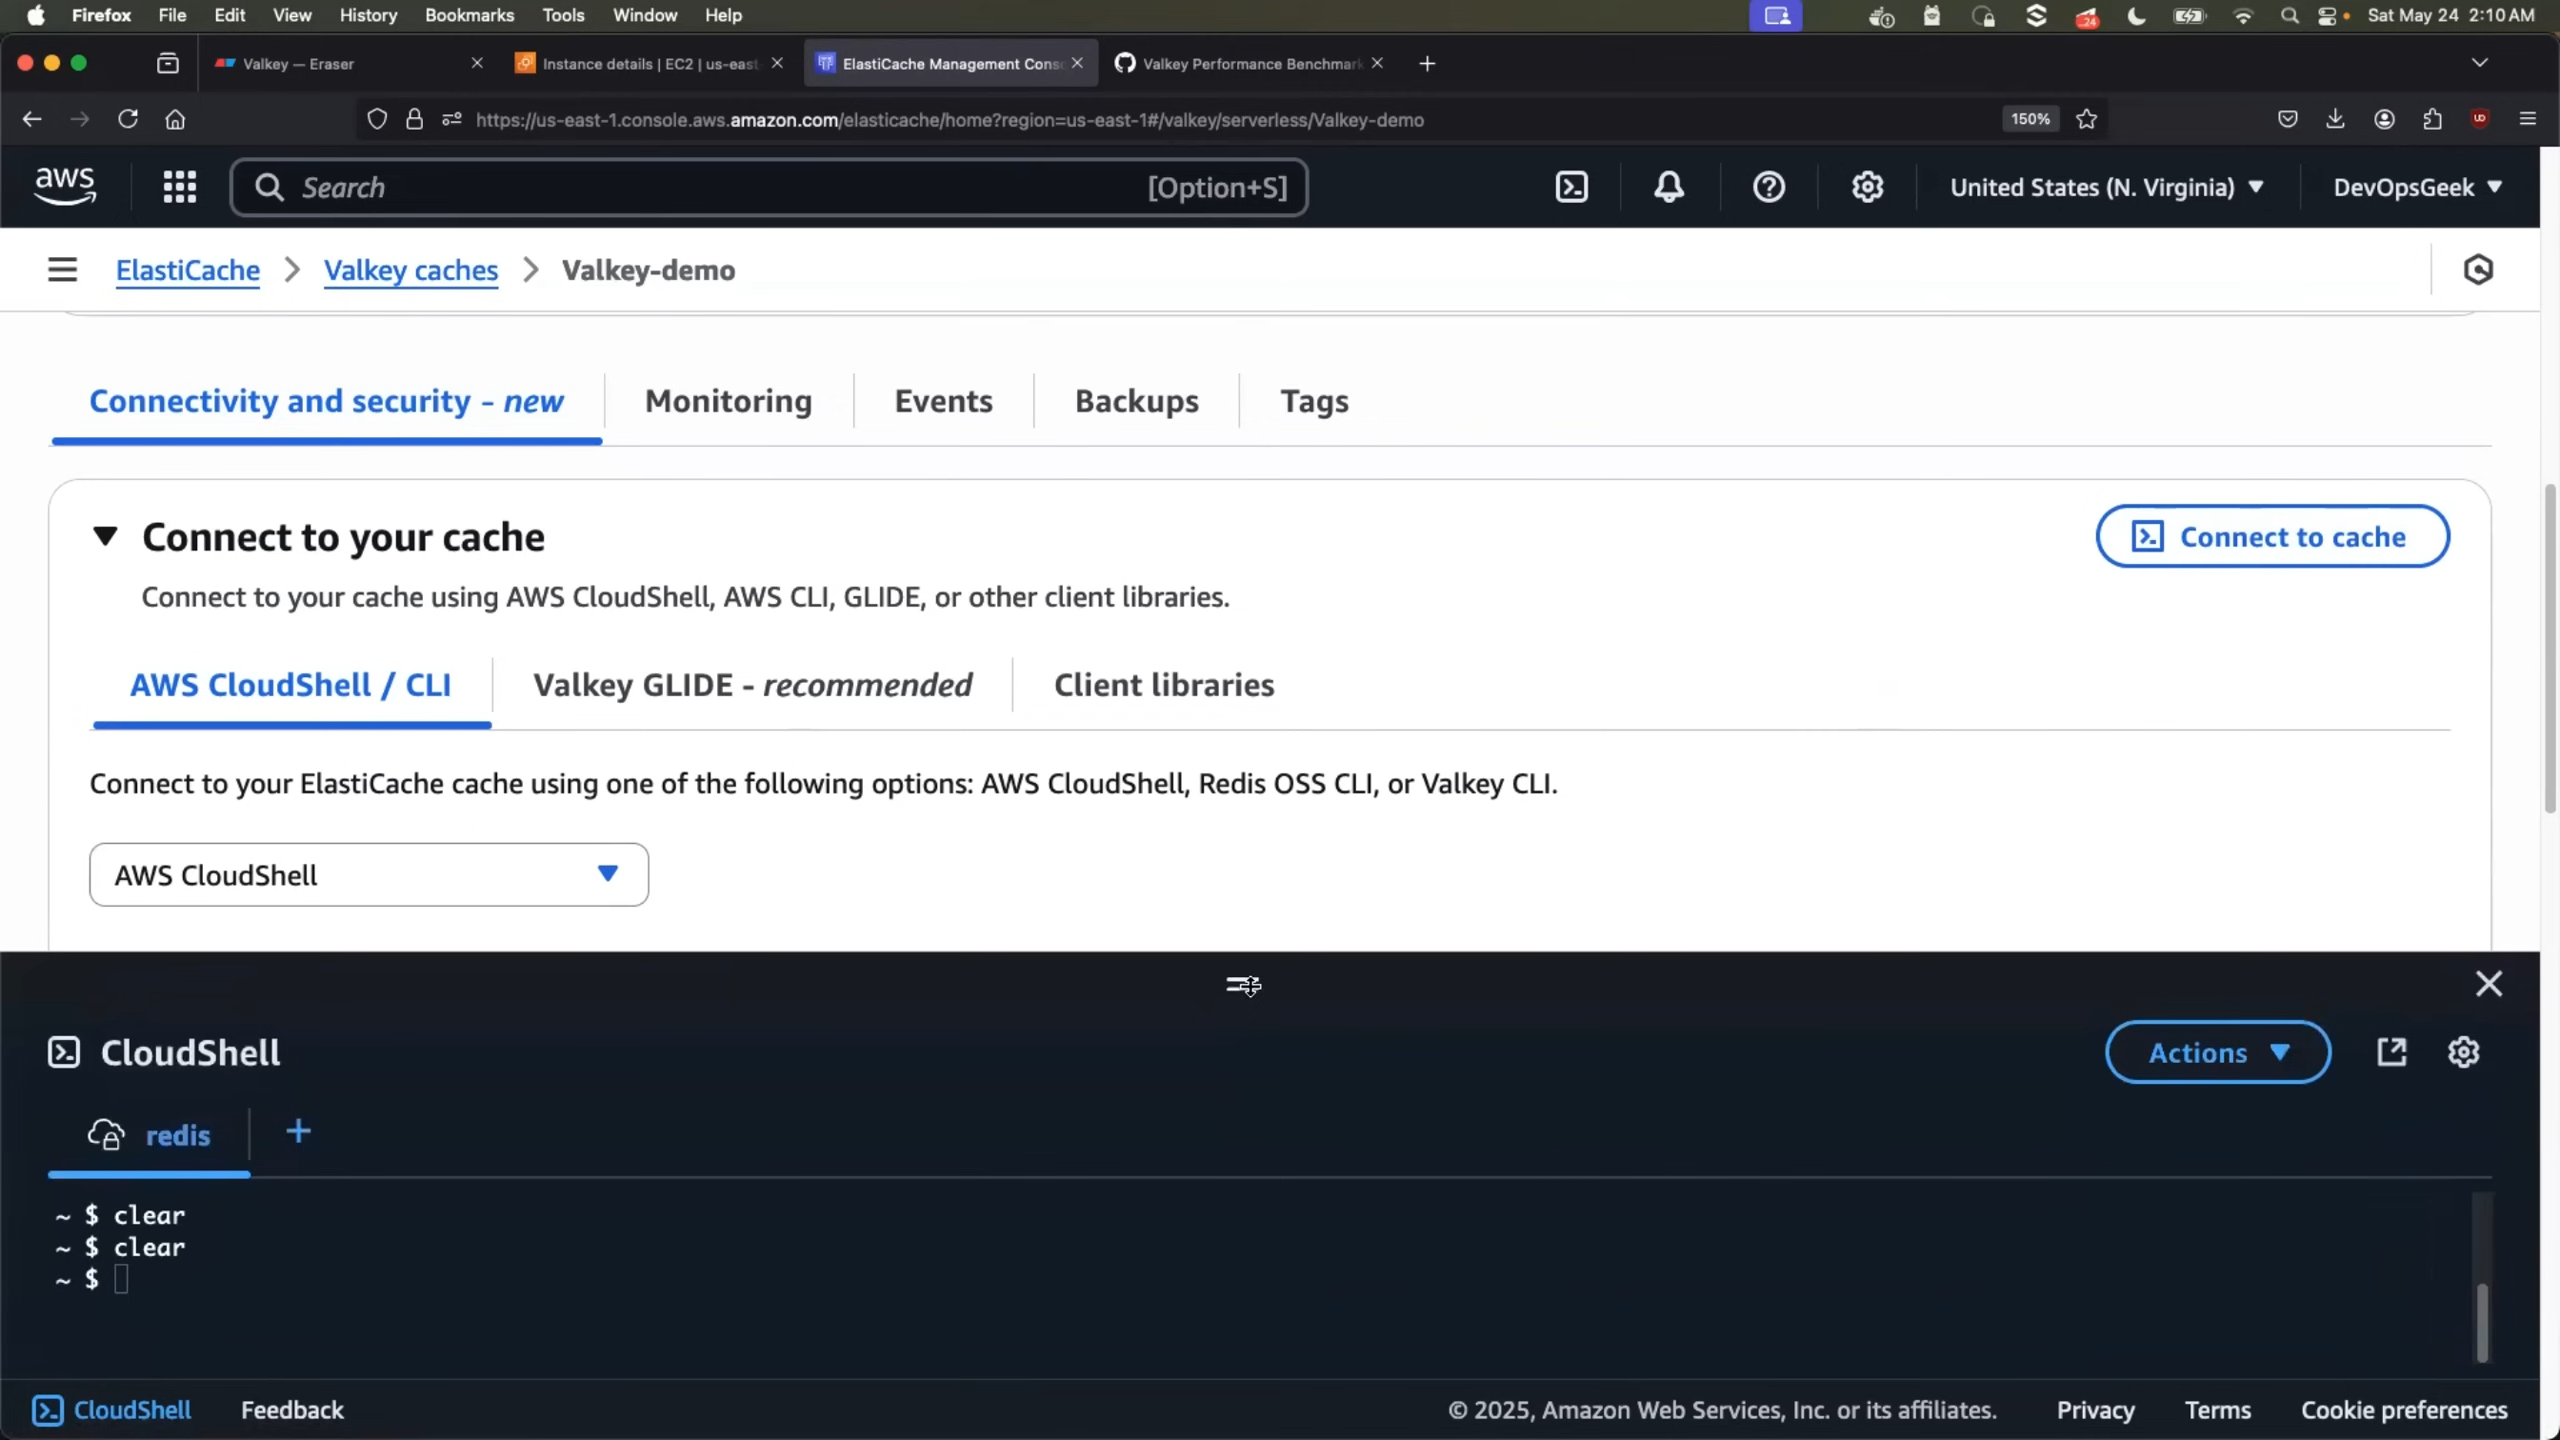 Firefox File Edit View History Bookmarks Tools Window Help 24 Sat May 24 2:10 AM
Valkey — Eraser Instance details | EC2 | us-east- ElastiCache Management Cons Valkey Performance Benchmark
https://us-east-1.console.aws.amazon.com/elasticache/home?region=us-east-1#/valkey/serverless/Valkey-demo 150%
aws Search [Option+S] United States (N. Virginia) DevOpsGeek
ElastiCache Valkey caches Valkey-demo
Connectivity and security - new Monitoring Events Backups Tags
Connect to your cache Connect to cache
Connect to your cache using AWS CloudShell, AWS CLI, GLIDE, or other client libraries.
AWS CloudShell / CLI Valkey GLIDE - recommended Client libraries
Connect to your ElastiCache cache using one of the following options: AWS CloudShell, Redis OSS CLI, or Valkey CLI.
AWS CloudShell
CloudShell Actions
redis +
~ $ clear
~ $ clear
~ $
CloudShell Feedback © 2025, Amazon Web Services, Inc. or its affiliates. Privacy Terms Cookie preferences